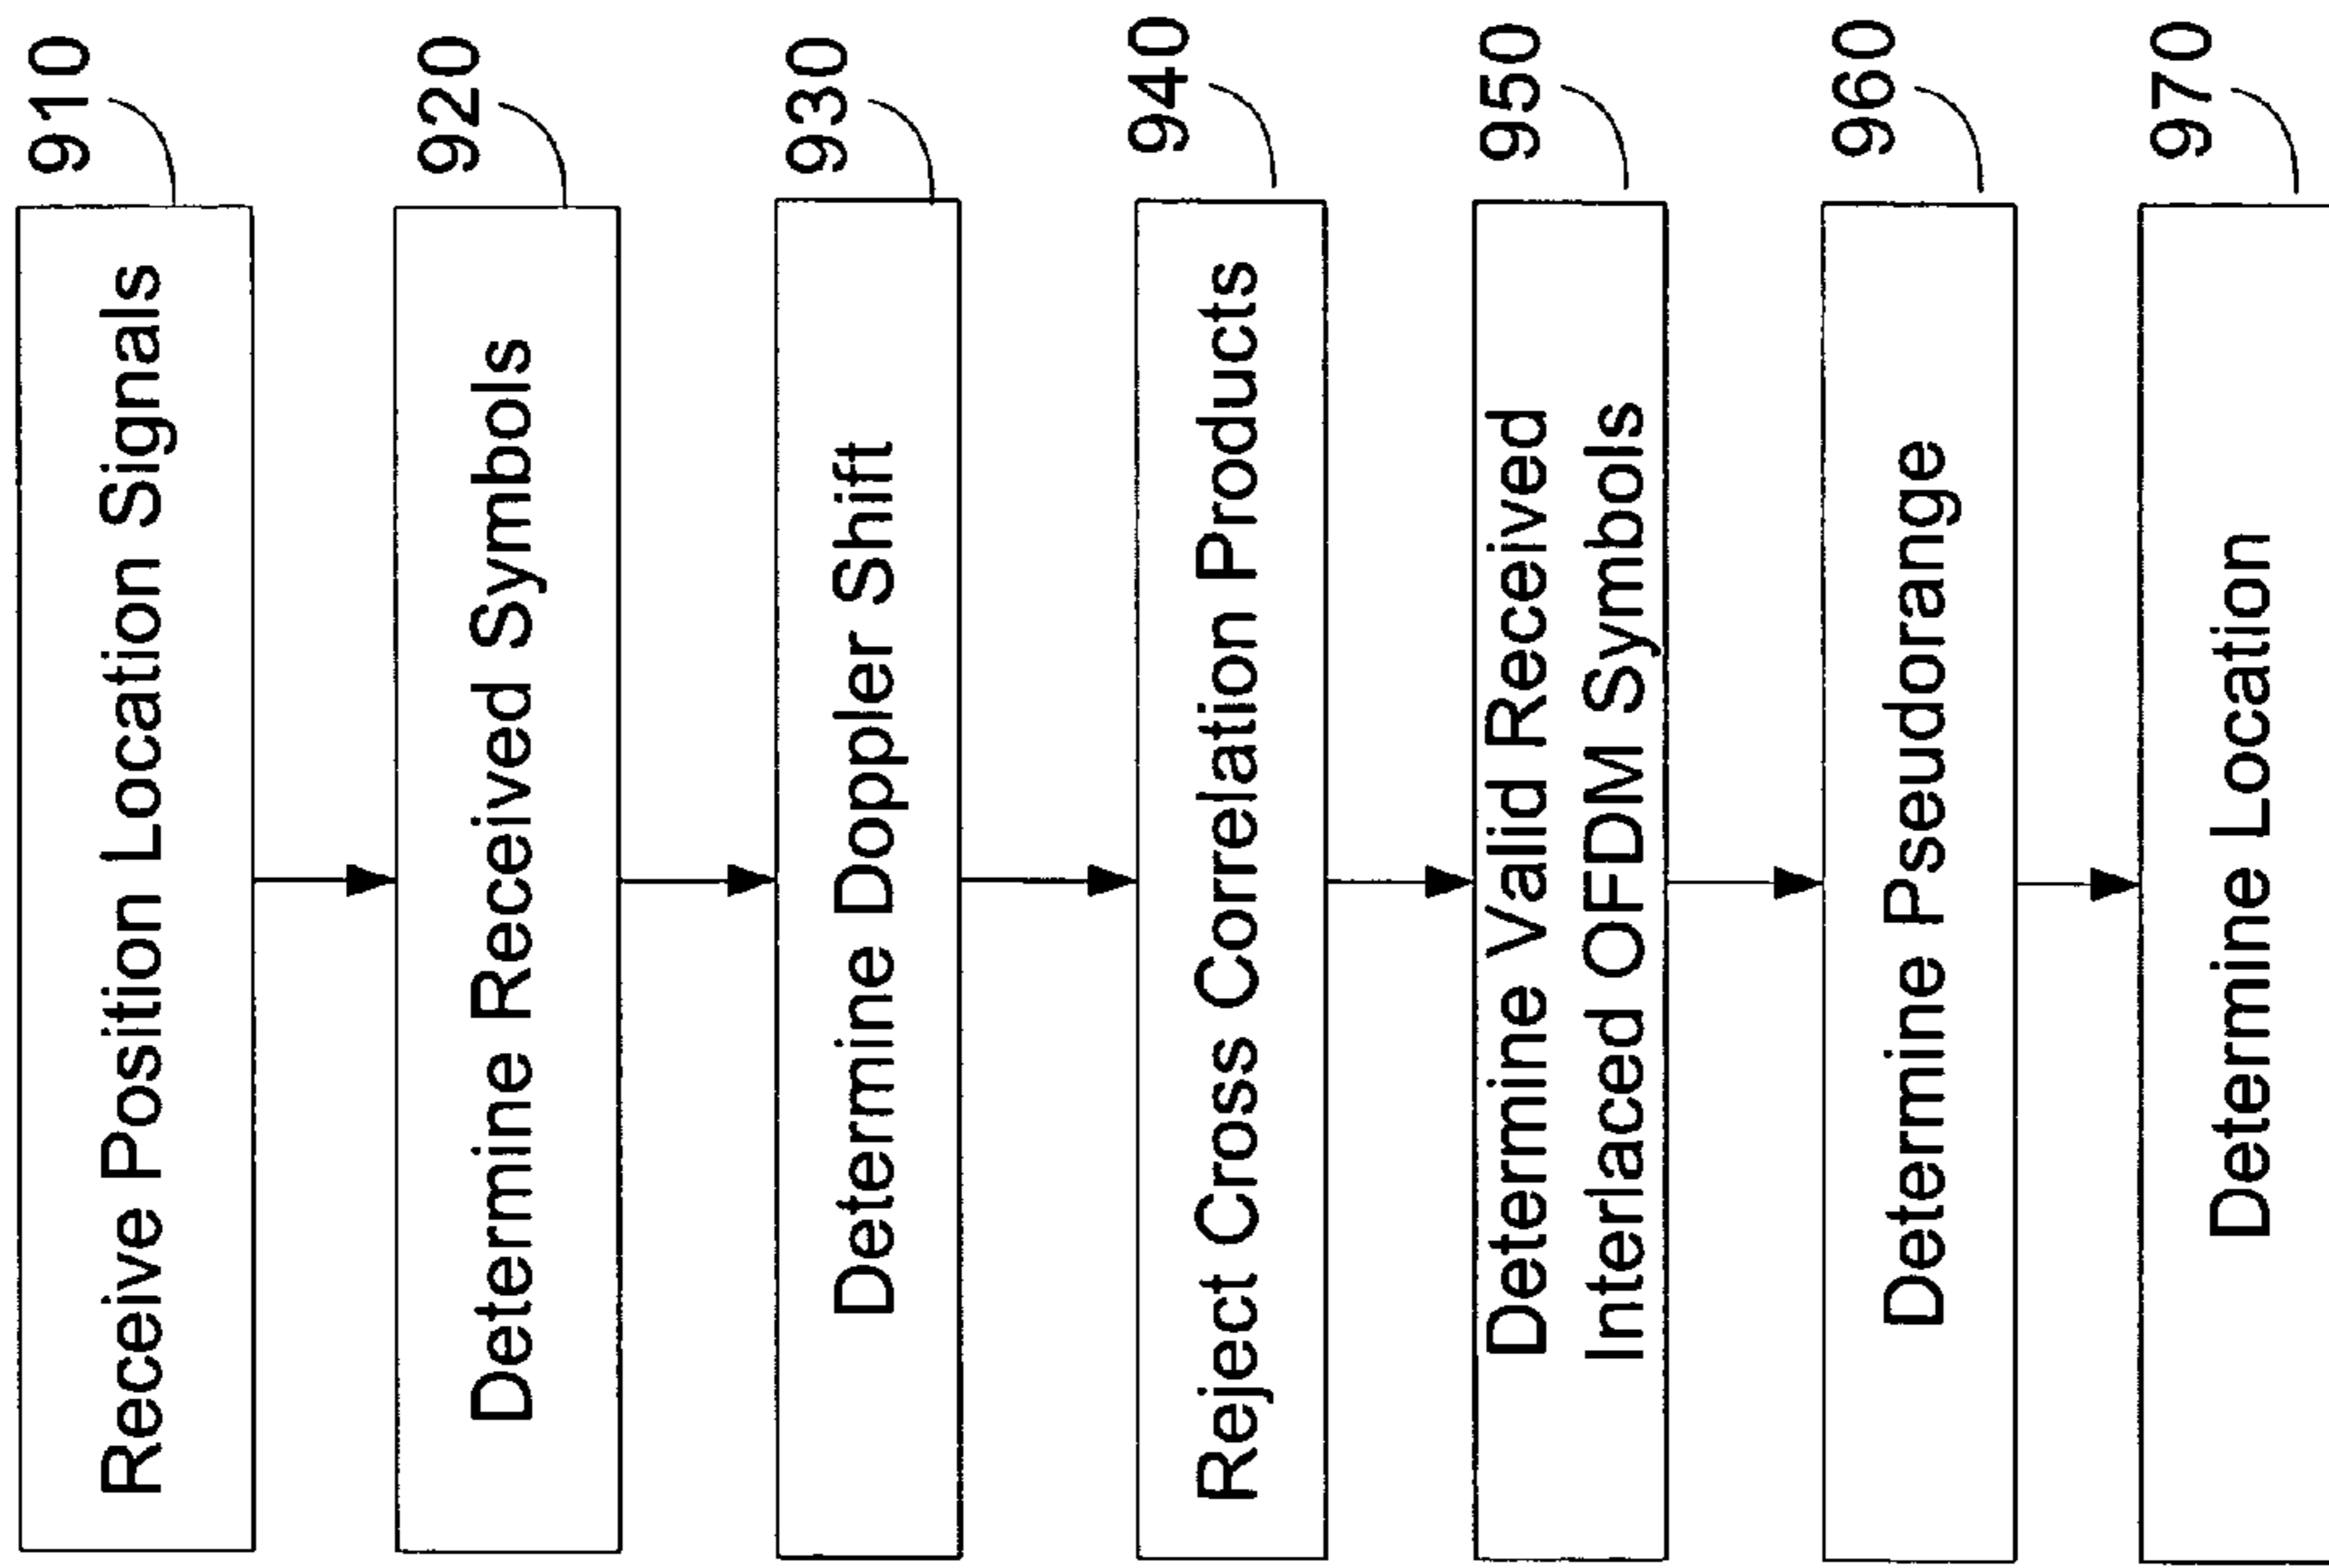 910
Receive Position Location Signals
920
Determine Received Symbols
930
Determine Doppler Shift
940
Reject Cross Correlation Products
950
Determine Valid Received
Interlaced OFDM Symbols
960
Determine Pseudorange
970
Determine Location